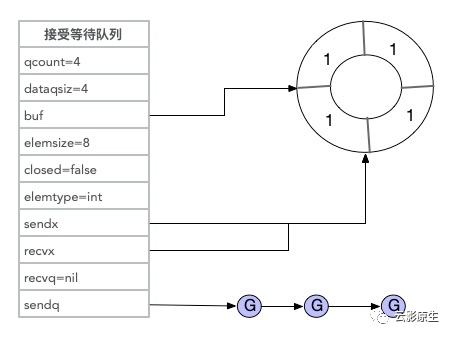 接受等待队列
qcount=4
dataqsiz=4
buf
elemsize=8
closed=false
elemtype=int
sendx
recvx
recvq=nil
sendq
1 1
1 1
G G G
云影原生